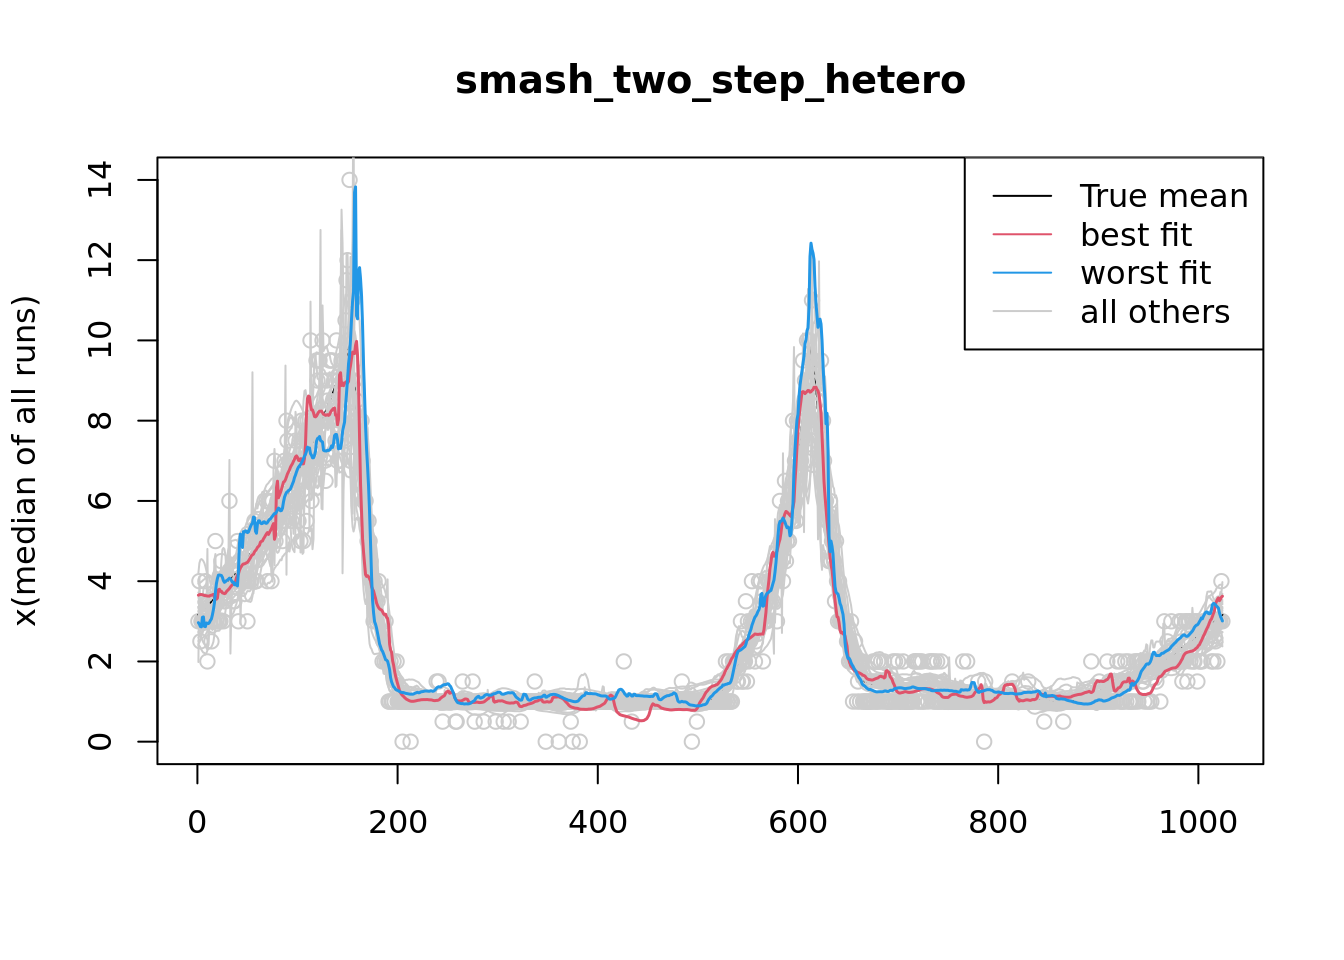 smash_two_step_hetero
x(median of all runs)
14
12
10
8
6
4
2
0
True mean
best fit
worst fit
all others
0 200 400 600 800 1000